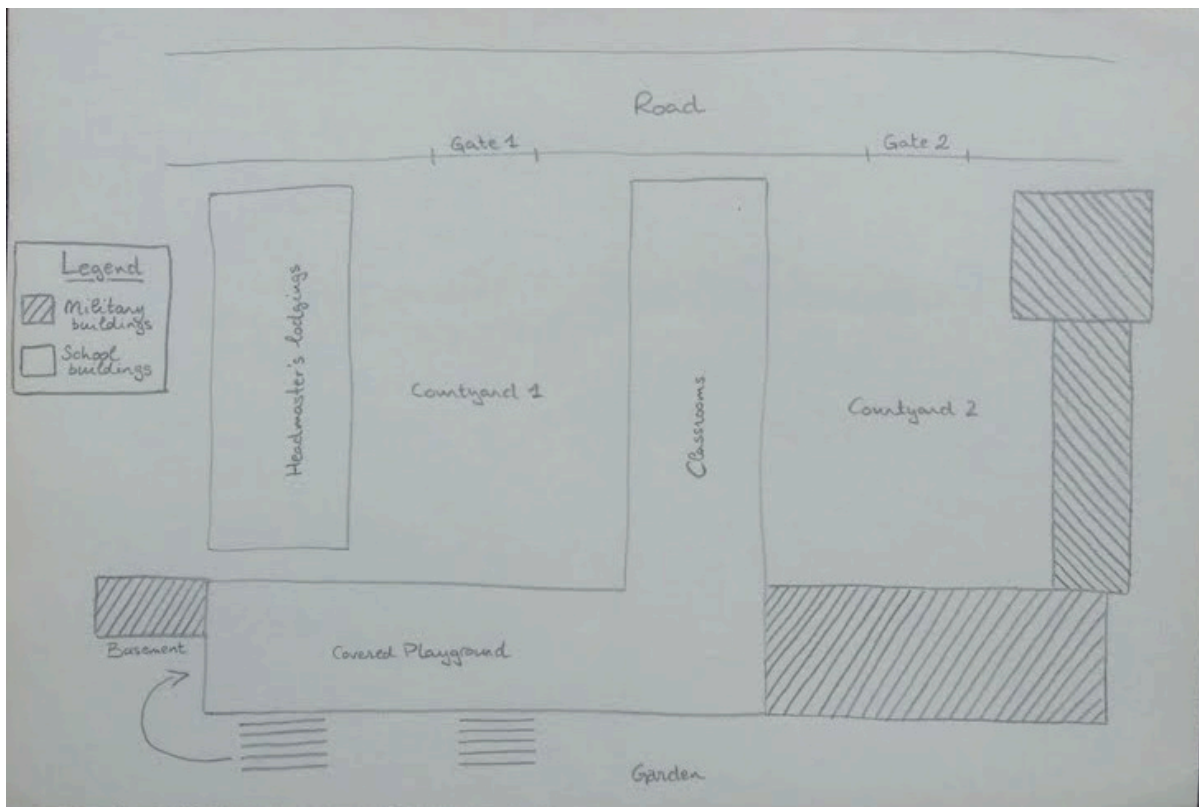 Road
Gate 1
Gate 2
Legend
Military
buildings
School
buildings
Headmaster's lodgings
Courtyard 1
Classrooms
Courtyard 2
Basement
Covered Playground
Garden